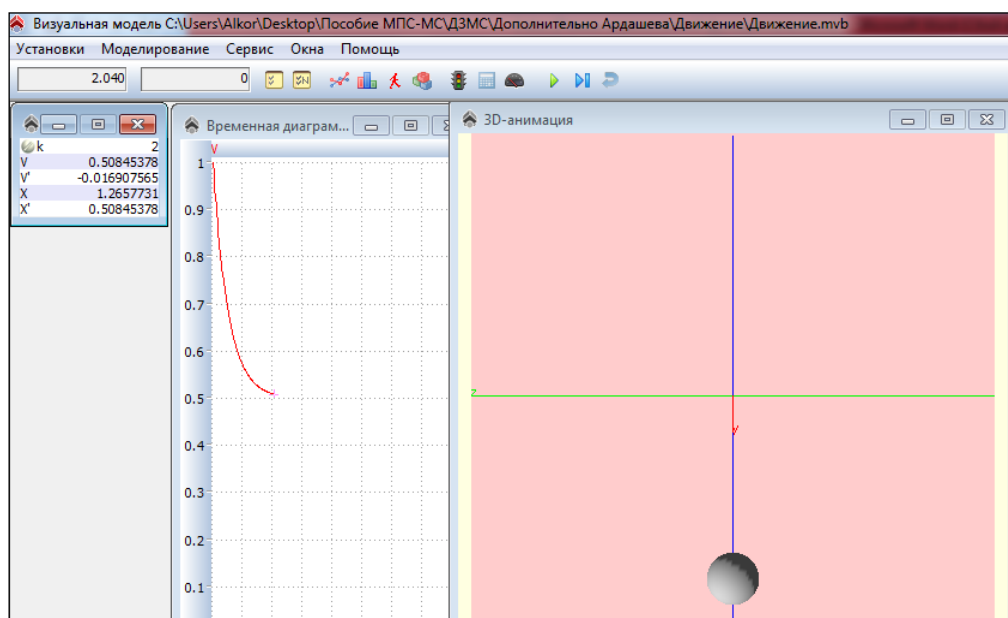 Визуальная модель C:\Users\Alkor\Desktop\Пособие МПС-МС\ДЗМС\Дополнительно Ардашева\Движение\Движение.mvb
Установки Моделирование Сервис Окна Помощь
2.040 0
k 2
V 0.50845378
V' -0.016907565
X 1.2657731
X' 0.50845378
Временная диаграм...
V
1
0.9
0.8
0.7
0.6
0.5
0.4
0.3
0.2
0.1
3D-анимация
z
y